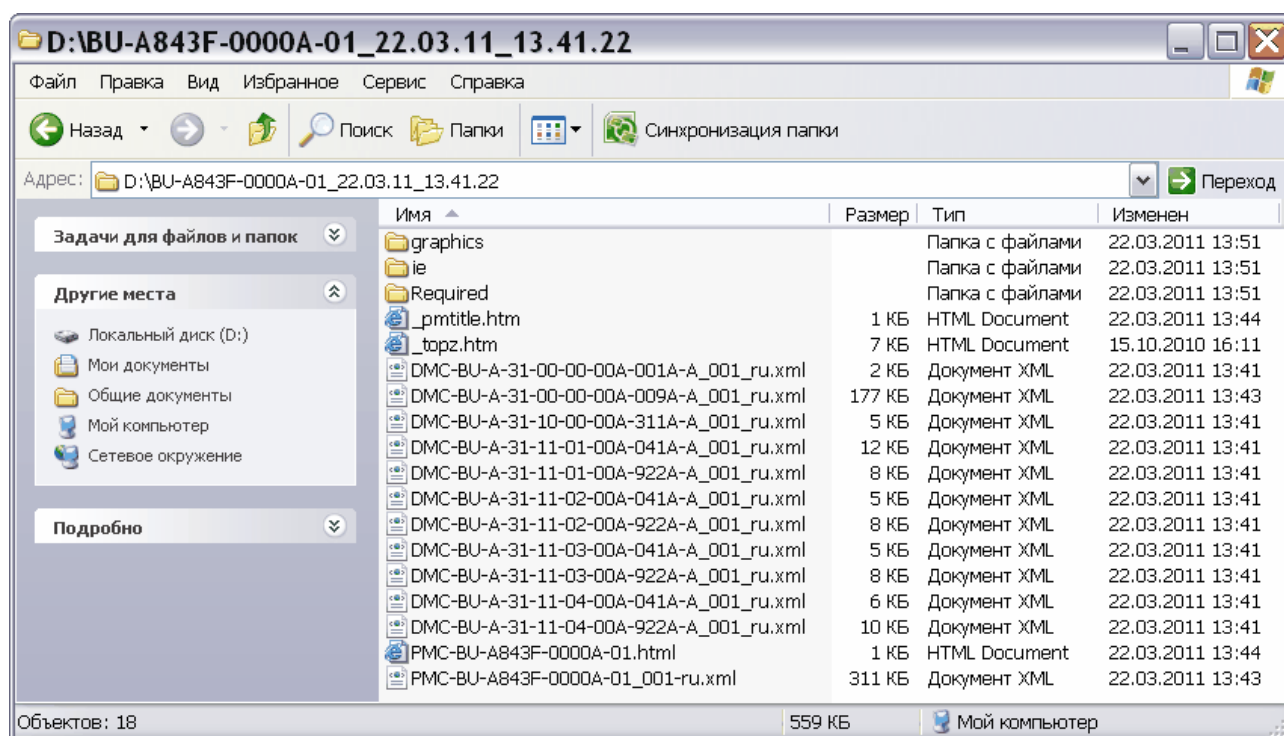 D:\BU-A843F-0000A-01_22.03.11_13.41.22
Файл Правка Вид Избранное Сервис Справка
Назад Поиск Папки Синхронизация папки
Адрес: D:\BU-A843F-0000A-01_22.03.11_13.41.22 Переход
Задачи для файлов и папок
Другие места
Локальный диск (D:)
Мои документы
Общие документы
Мой компьютер
Сетевое окружение
Подробно
Имя Размер Тип Изменен
graphics Папка с файлами 22.03.2011 13:51
ie Папка с файлами 22.03.2011 13:51
Required Папка с файлами 22.03.2011 13:51
_pmtitle.htm 1 КБ HTML Document 22.03.2011 13:44
_topz.htm 7 КБ HTML Document 15.10.2010 16:11
DMC-BU-A-31-00-00-00A-001A-A_001_ru.xml 2 КБ Документ XML 22.03.2011 13:41
DMC-BU-A-31-00-00-00A-009A-A_001_ru.xml 177 КБ Документ XML 22.03.2011 13:43
DMC-BU-A-31-10-00-00A-311A-A_001_ru.xml 5 КБ Документ XML 22.03.2011 13:41
DMC-BU-A-31-11-01-00A-041A-A_001_ru.xml 12 КБ Документ XML 22.03.2011 13:41
DMC-BU-A-31-11-01-00A-922A-A_001_ru.xml 8 КБ Документ XML 22.03.2011 13:41
DMC-BU-A-31-11-02-00A-041A-A_001_ru.xml 5 КБ Документ XML 22.03.2011 13:41
DMC-BU-A-31-11-02-00A-922A-A_001_ru.xml 8 КБ Документ XML 22.03.2011 13:41
DMC-BU-A-31-11-03-00A-041A-A_001_ru.xml 5 КБ Документ XML 22.03.2011 13:41
DMC-BU-A-31-11-03-00A-922A-A_001_ru.xml 8 КБ Документ XML 22.03.2011 13:41
DMC-BU-A-31-11-04-00A-041A-A_001_ru.xml 6 КБ Документ XML 22.03.2011 13:41
DMC-BU-A-31-11-04-00A-922A-A_001_ru.xml 10 КБ Документ XML 22.03.2011 13:41
PMC-BU-A843F-0000A-01.html 1 КБ HTML Document 22.03.2011 13:44
PMC-BU-A843F-0000A-01_001-ru.xml 311 КБ Документ XML 22.03.2011 13:43
Объектов: 18 559 КБ Мой компьютер